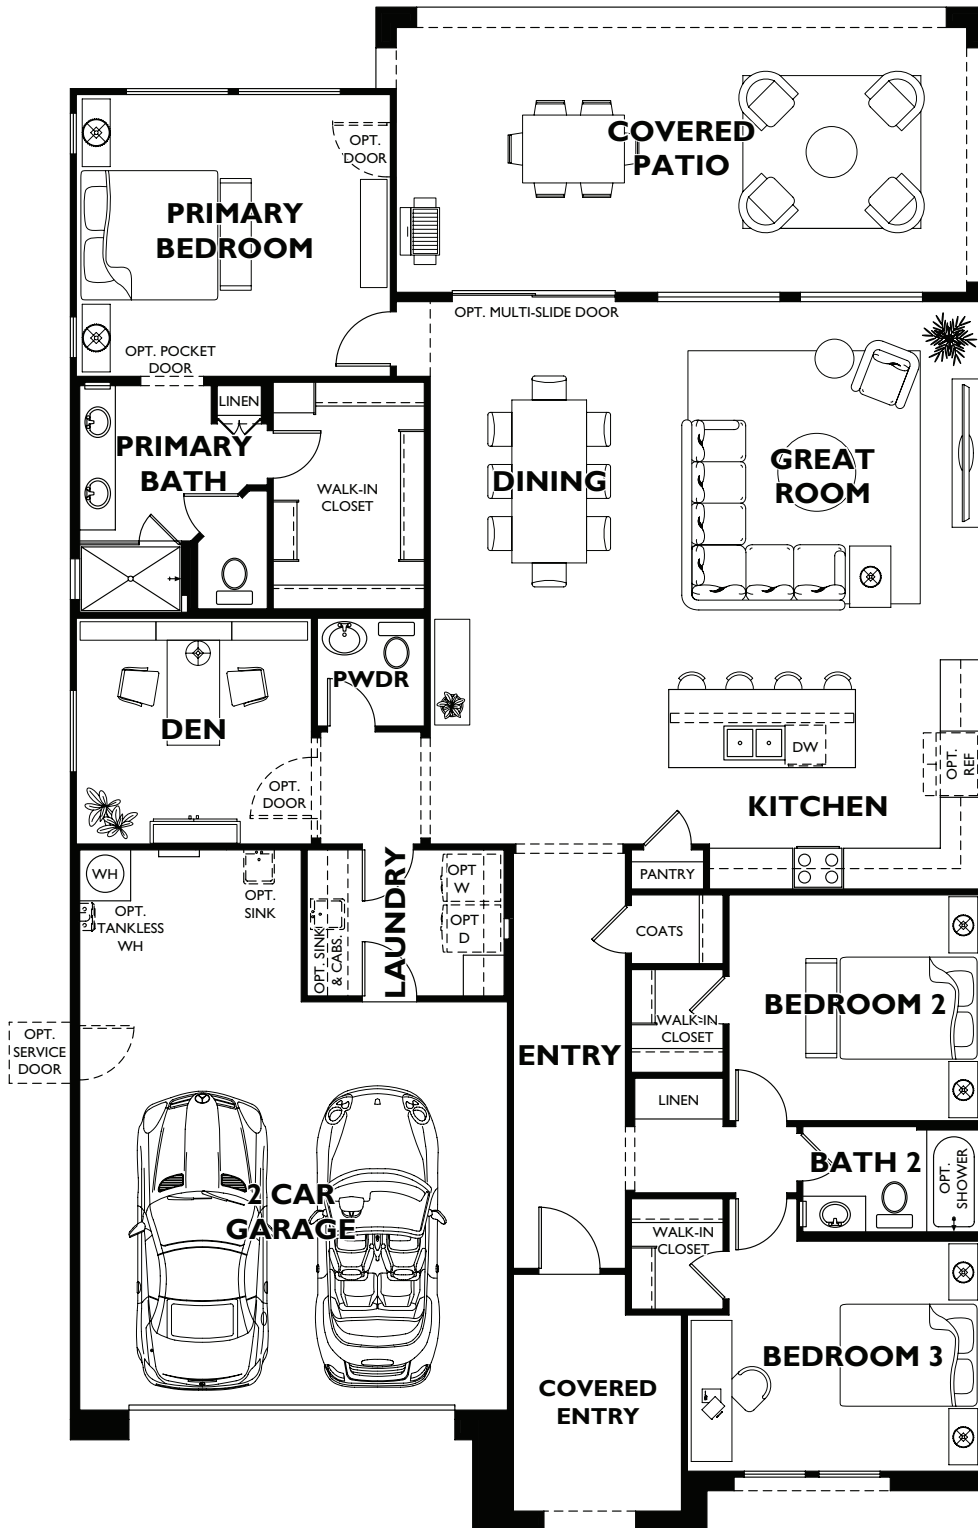 COVERED
PATIO
OPT.
DOOR
PRIMARY
BEDROOM
OPT. MULTI-SLIDE DOOR
OPT. POCKET
DOOR
LINEN
PRIMARY
BATH
WALK-IN
CLOSET
DINING
GREAT
ROOM
PWDR
DEN
OPT.
DOOR
DW
OPT.
REF
KITCHEN
WH
OPT.
TANKLESS
WH
OPT.
SINK
OPT. SINK
& CABS.
LAUNDRY
OPT
W
OPT
D
PANTRY
COATS
OPT.
SERVICE
DOOR
ENTRY
WALK-IN
CLOSET
BEDROOM 2
LINEN
BATH 2
OPT.
SHOWER
2 CAR
GARAGE
WALK-IN
CLOSET
BEDROOM 3
COVERED
ENTRY